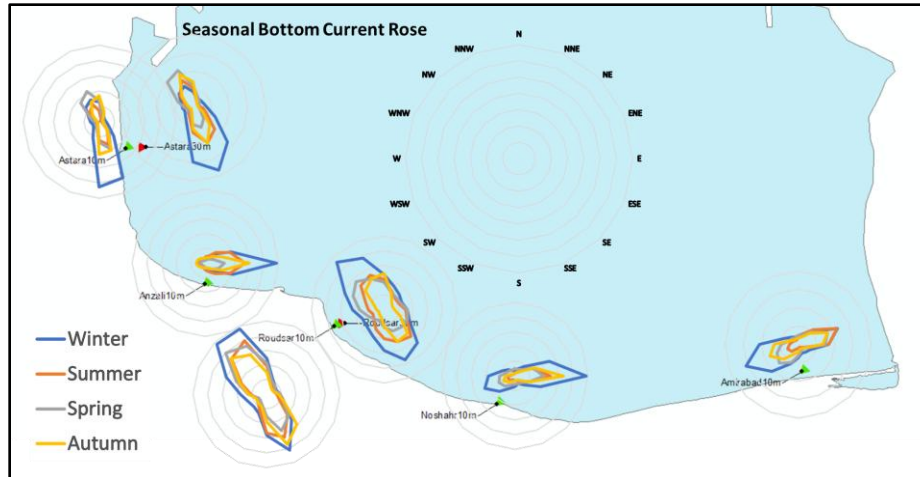 Seasonal Bottom Current Rose
N
NNW
NNE
NW
NE
WNW
ENE
W
E
WSW
ESE
SW
SE
SSW
SSE
S
Astara10m
Astara30m
Anzali10m
Roudsar10m
Noshahr10m
Amirabad10m
Winter
Summer
Spring
Autumn